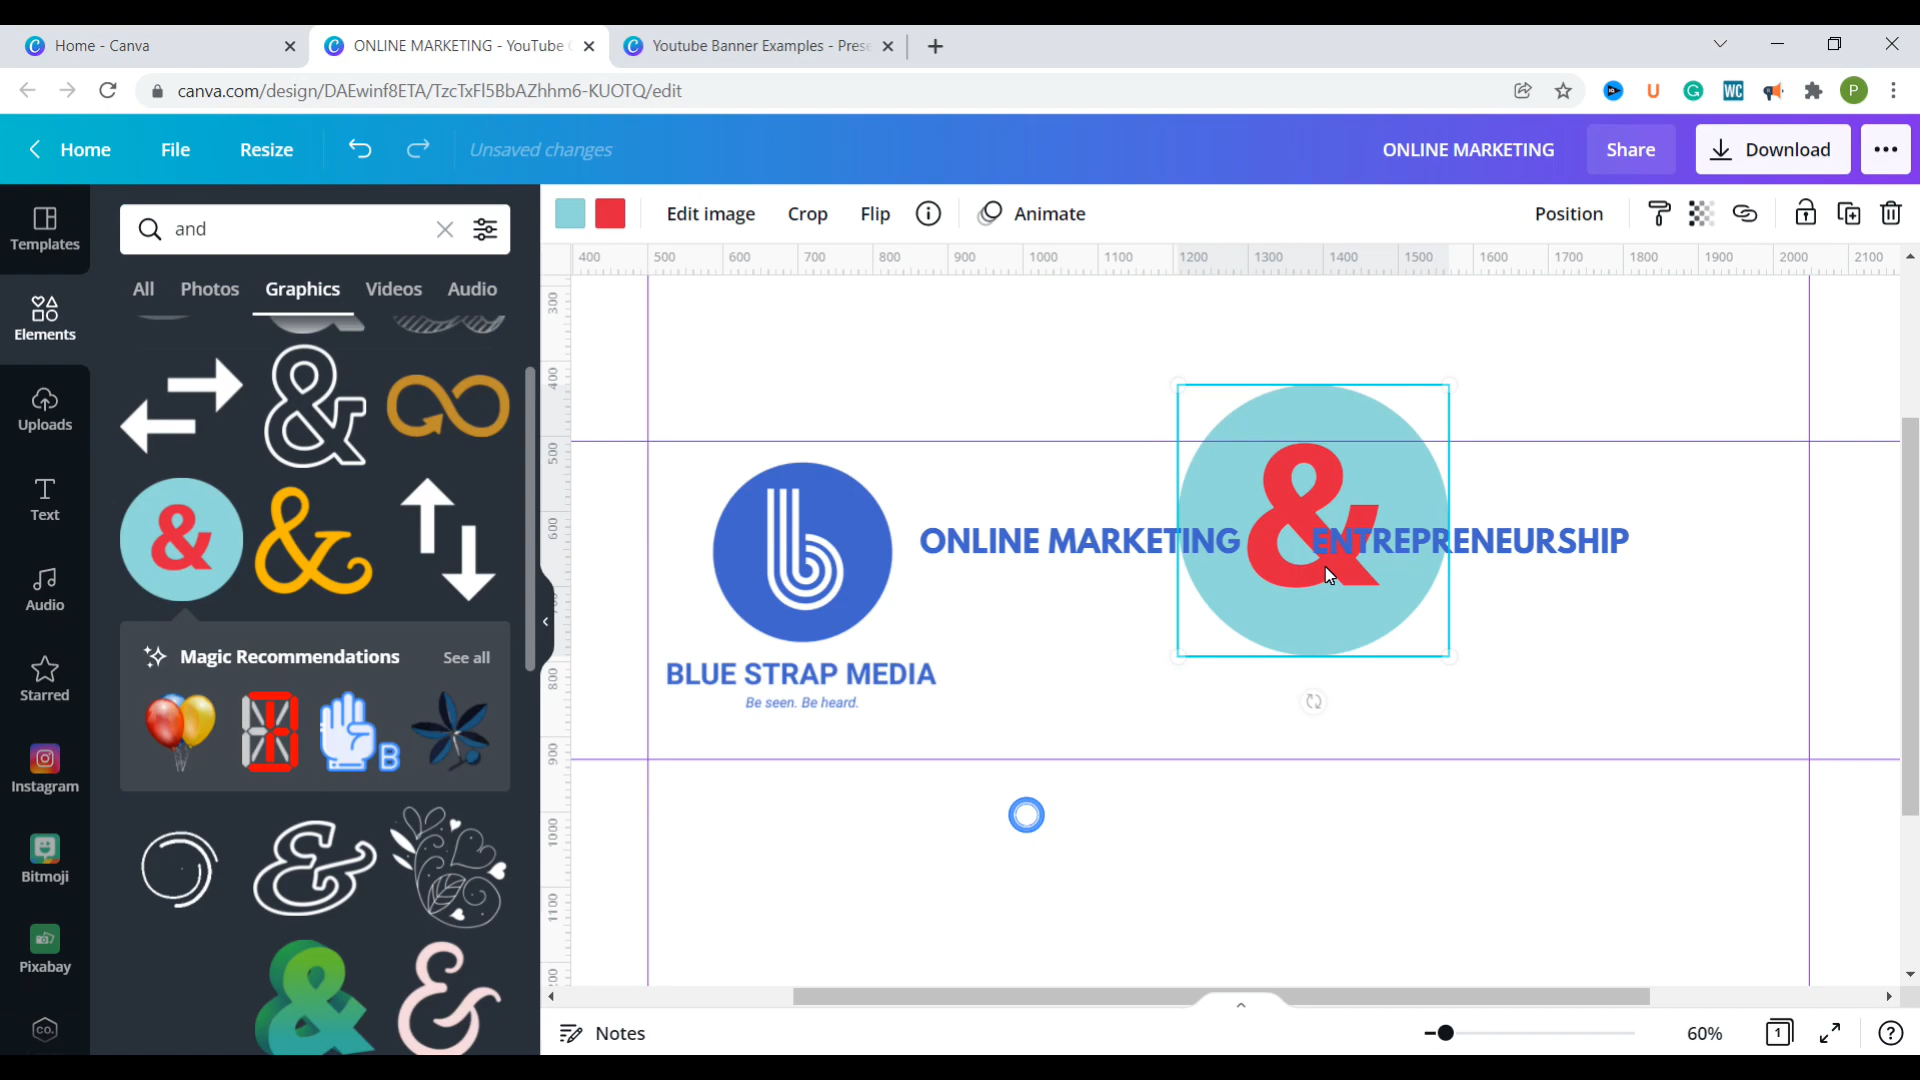 Home - Canva
ONLINE MARKETING - YouTube
Youtube Banner Examples - Prese
canva.com/design/DAEwinf8ETA/TzcTxFl5BbAZhhm6-KUOTQ/edit
Home
File
Resize
Unsaved changes
ONLINE MARKETING
Share
Download
Templates
Elements
Uploads
Text
Audio
Starred
Instagram
Bitmoji
Pixabay
co.
and
All
Photos
Graphics
Videos
Audio
&
Magic Recommendations
See all
B
Edit image
Crop
Flip
Animate
Position
400 500 600 700 800 900 1000 1100 1200 1300 1400 1500 1600 1700 1800 1900 2000 2100
300
400
500
600
800
900
1000
1100
b
BLUE STRAP MEDIA
Be seen. Be heard.
ONLINE MARKETING
&
ENTREPRENEURSHIP
Notes
60%
1
?
U
G
WC
P